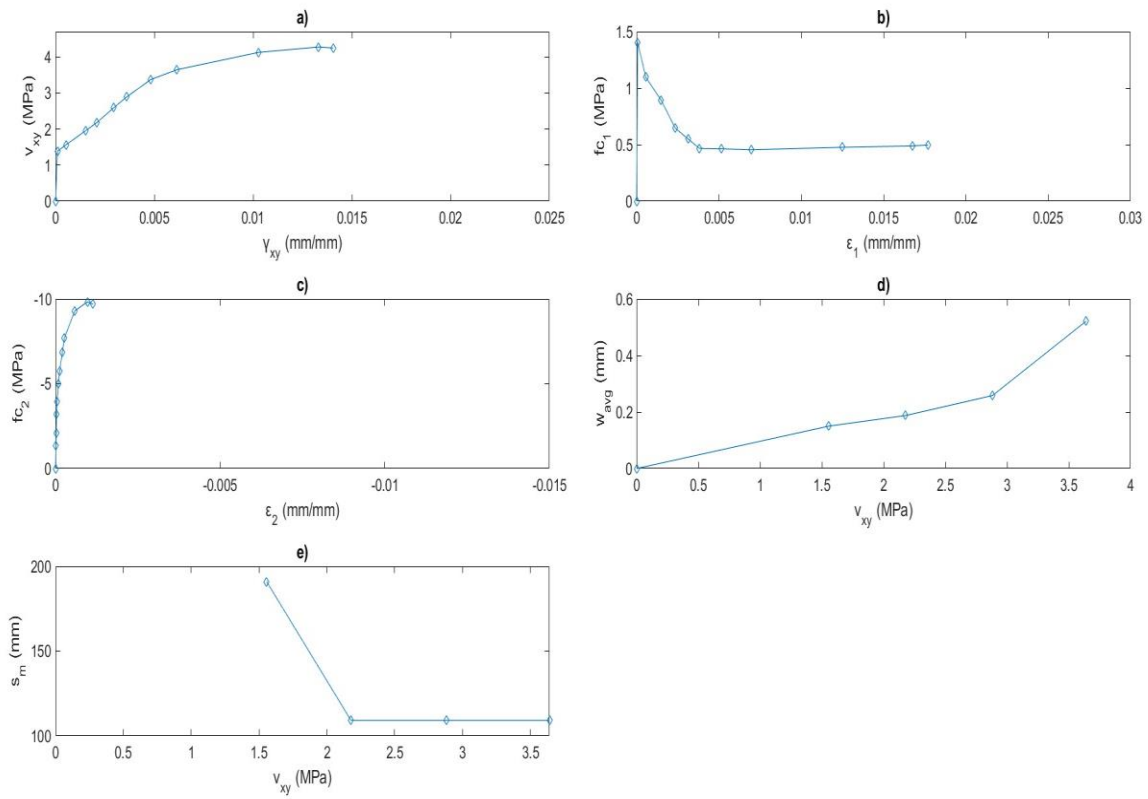 a)
4
3
2
1
0
v_xy (MPa)
0 0.005 0.01 0.015 0.02 0.025
γ_xy (mm/mm)
b)
1.5
1
0.5
0
fc_1 (MPa)
0 0.005 0.01 0.015 0.02 0.025 0.03
ε_1 (mm/mm)
c)
-10
-5
0
fc_2 (MPa)
0 -0.005 -0.01 -0.015
ε_2 (mm/mm)
d)
0.6
0.4
0.2
0
w_avg (mm)
0 0.5 1 1.5 2 2.5 3 3.5 4
v_xy (MPa)
e)
200
150
100
s_m (mm)
0 0.5 1 1.5 2 2.5 3 3.5
v_xy (MPa)